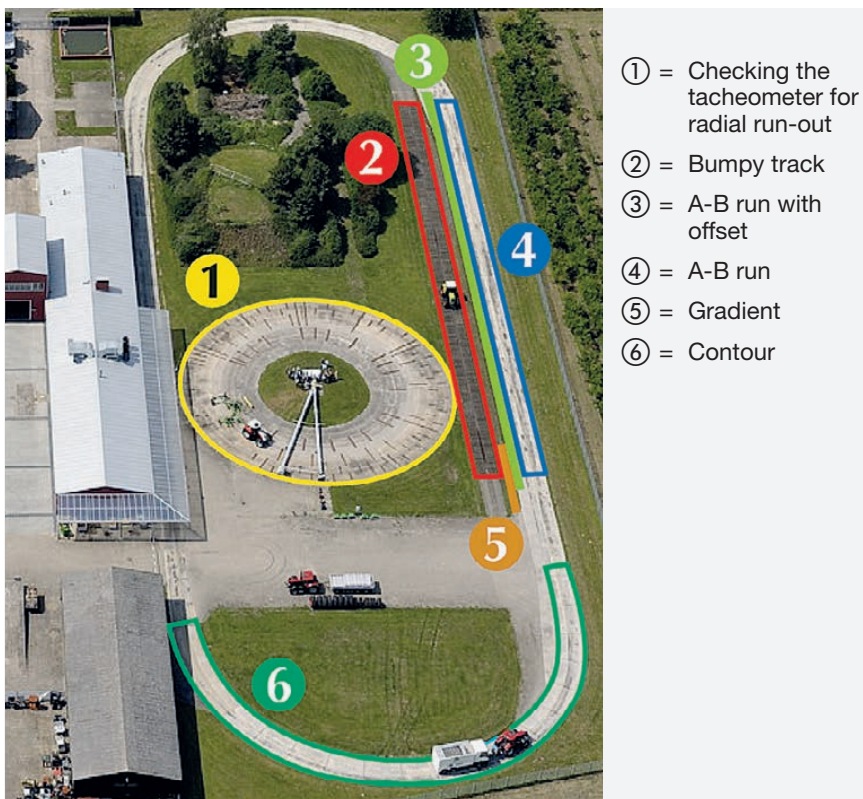 3
2
4
1
5
6
① = Checking the
tacheometer for
radial run-out
② = Bumpy track
③ = A-B run with
offset
④ = A-B run
⑤ = Gradient
⑥ = Contour